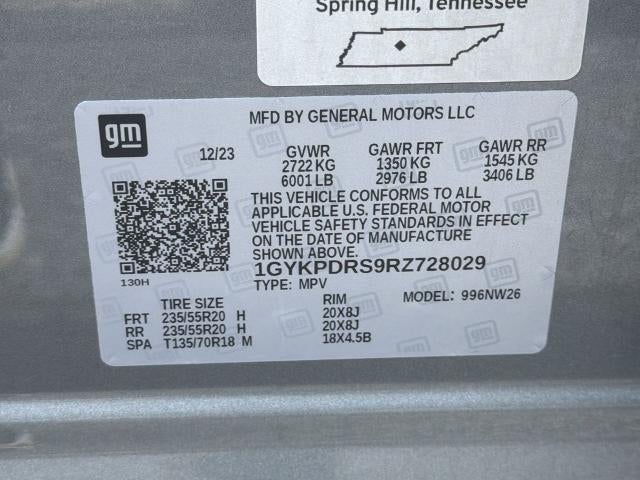 Spring Hill, Tennessee
gm
MFD BY GENERAL MOTORS LLC
12/23 GVWR GAWR FRT GAWR RR
2722 KG 1350 KG 1545 KG
6001 LB 2976 LB 3406 LB
THIS VEHICLE CONFORMS TO ALL
APPLICABLE U.S. FEDERAL MOTOR
VEHICLE SAFETY STANDARDS IN EFFECT
ON THE DATE OF MANUFACTURE
SHOWN ABOVE.
130H
1GYKPDRS9RZ728029
TYPE: MPV MODEL: 996NW26
TIRE SIZE RIM
FRT 235/55R20 H 20X8J
RR 235/55R20 H 20X8J
SPA T135/70R18 M 18X4.5B